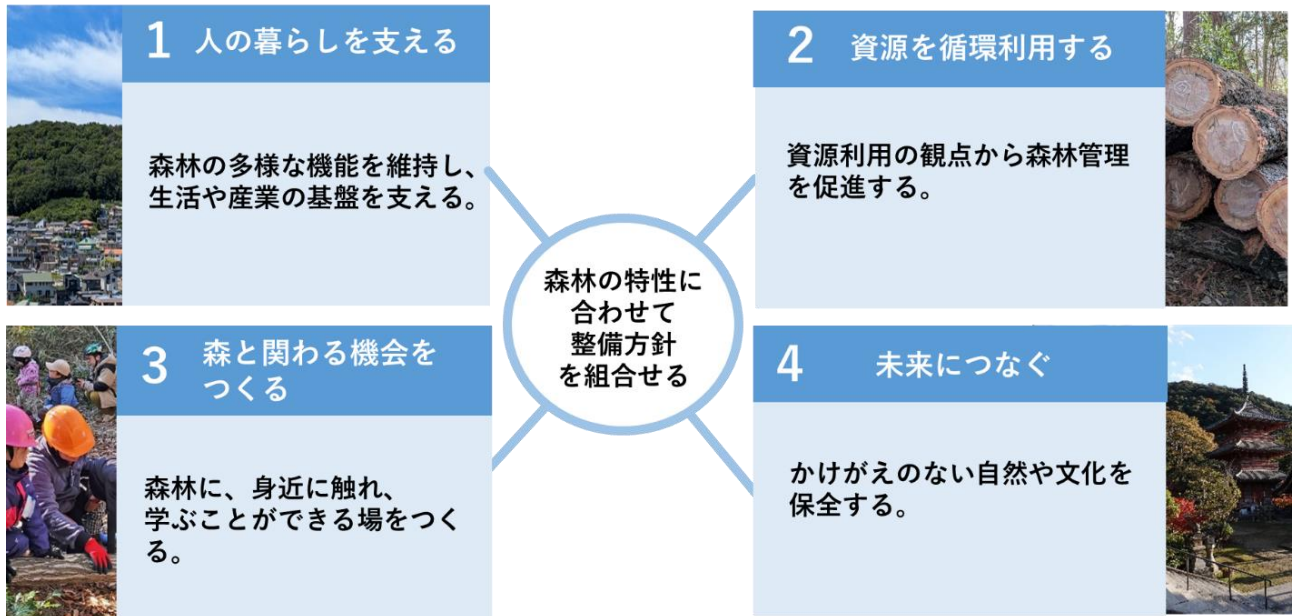 1 人の暮らしを支える
森林の多様な機能を維持し、
生活や産業の基盤を支える。
2 資源を循環利用する
資源利用の観点から森林管理
を促進する。
森林の特性に
合わせて
整備方針
を組合せる
3 森と関わる機会を
つくる
森林に、身近に触れ、
学ぶことができる場をつく
る。
4 未来につなぐ
かけがえのない自然や文化を
保全する。